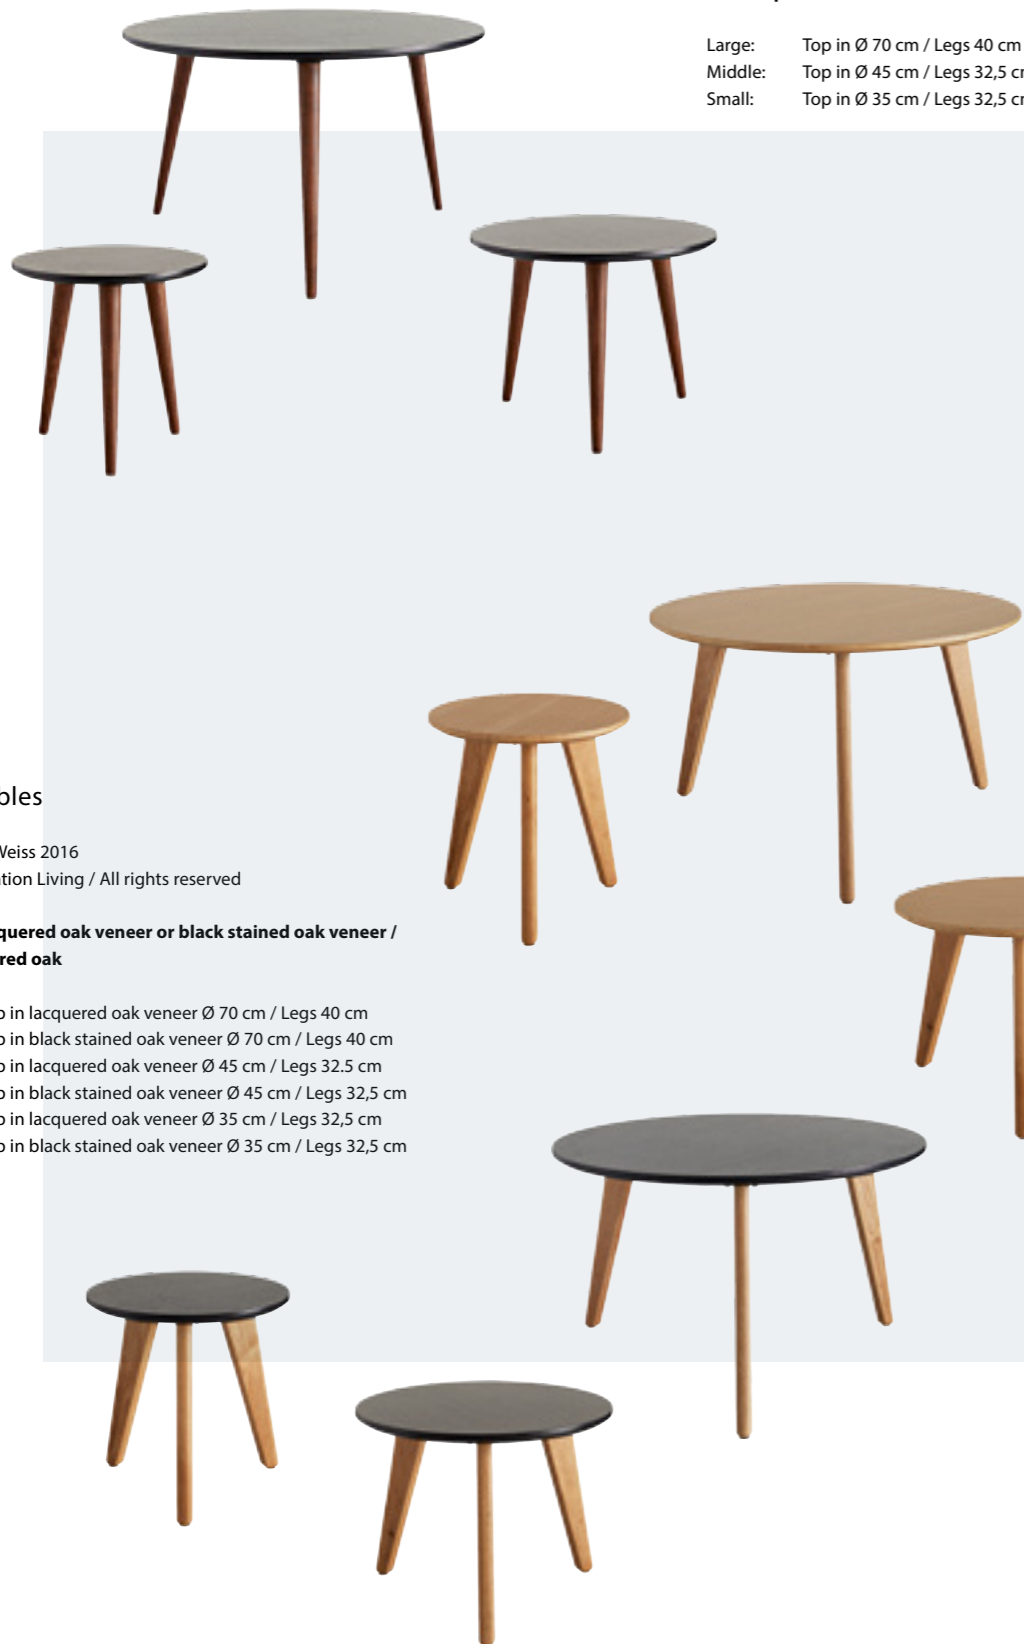 Large: Top in Ø 70 cm / Legs 40 cm
Middle: Top in Ø 45 cm / Legs 32,5 c
Small: Top in Ø 35 cm / Legs 32,5 c
bles
Weiss 2016
ation Living / All rights reserved
quered oak veneer or black stained oak veneer /
red oak
p in lacquered oak veneer Ø 70 cm / Legs 40 cm
p in black stained oak veneer Ø 70 cm / Legs 40 cm
p in lacquered oak veneer Ø 45 cm / Legs 32.5 cm
p in black stained oak veneer Ø 45 cm / Legs 32,5 cm
p in lacquered oak veneer Ø 35 cm / Legs 32,5 cm
p in black stained oak veneer Ø 35 cm / Legs 32,5 cm